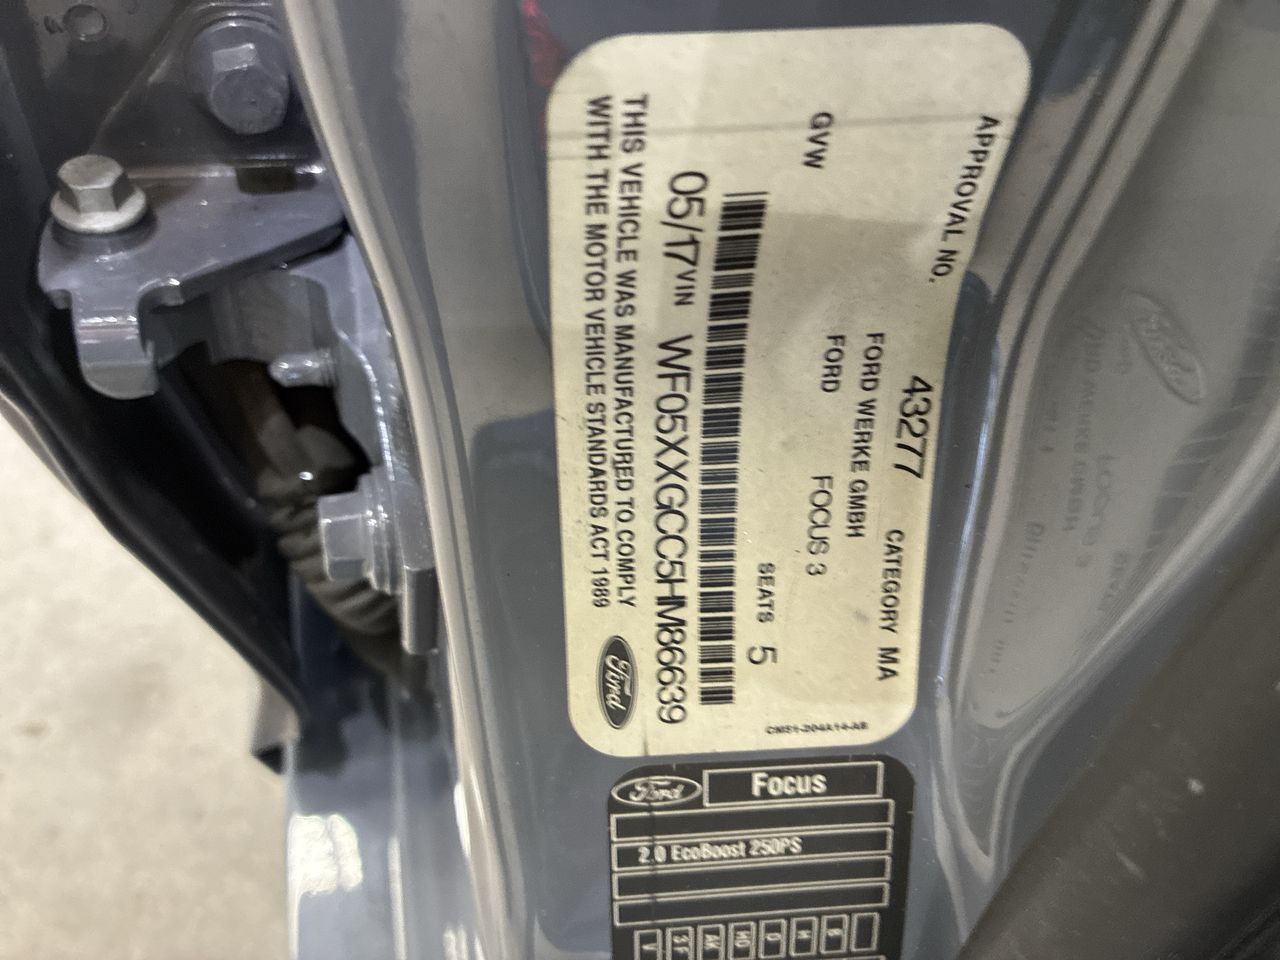 APPROVAL NO. 43277 CATEGORY MA
FORD WERKE GMBH
GVW FORD FOCUS 3
SEATS 5
05/17 VIN WF05XXGCC5HM86639
THIS VEHICLE WAS MANUFACTURED TO COMPLY
WITH THE MOTOR VEHICLE STANDARDS ACT 1989
Ford
Ford Focus
2.0 EcoBoost 250PS